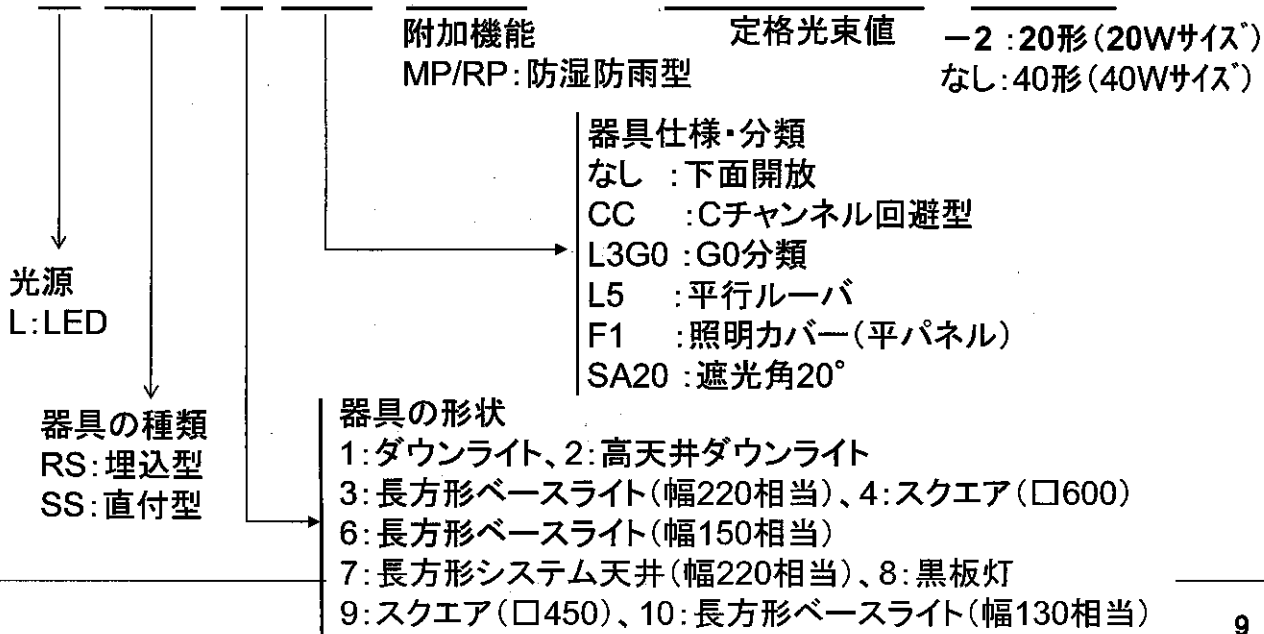 附加機能
MP/RP:防湿防雨型
定格光束値
−2:20形(20Wサイズ)
なし:40形(40Wサイズ)
器具仕様・分類
なし :下面開放
CC :Cチャンネル回避型
L3G0 :G0分類
L5 :平行ルーバ
F1 :照明カバー(平パネル)
SA20 :遮光角20°
光源
L:LED
器具の種類
RS:埋込型
SS:直付型
器具の形状
1:ダウンライト、2:高天井ダウンライト
3:長方形ベースライト(幅220相当)、4:スクエア(□600)
6:長方形ベースライト(幅150相当)
7:長方形システム天井(幅220相当)、8:黒板灯
9:スクエア(□450)、10:長方形ベースライト(幅130相当)
9